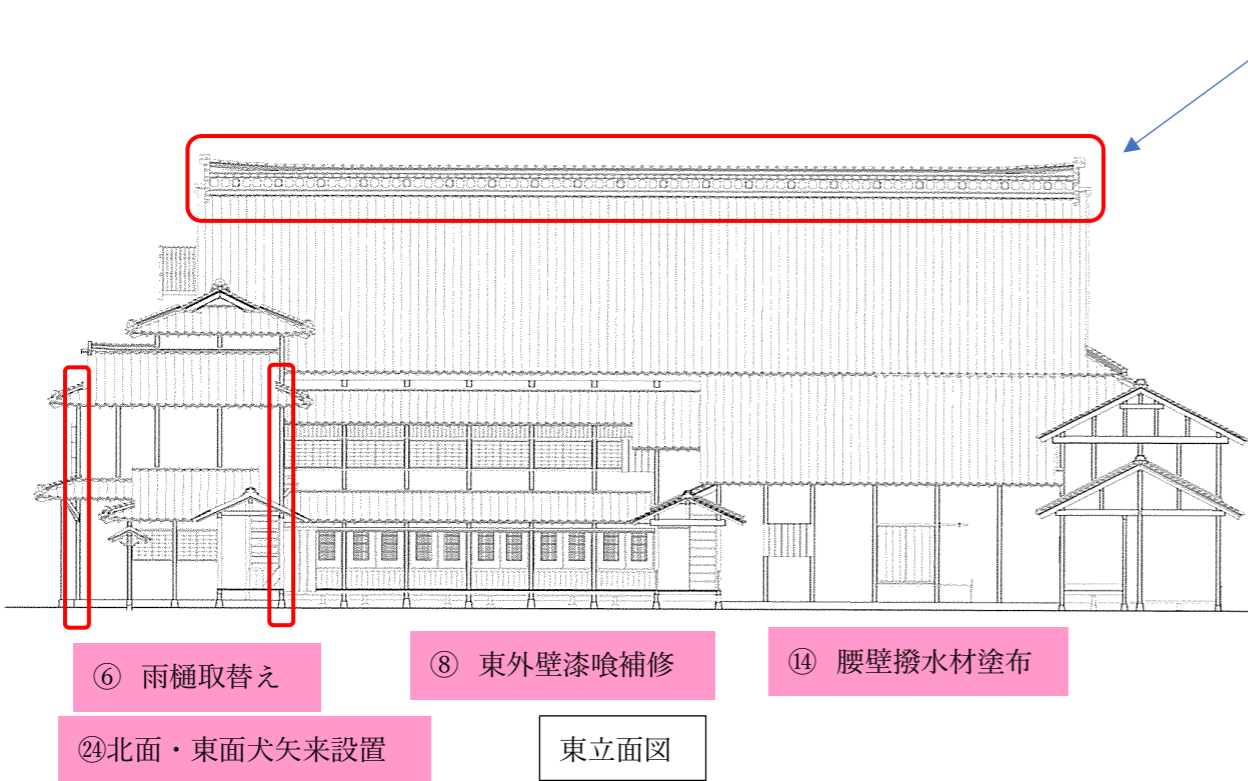 ⑥ 雨樋取替え
⑧ 東外壁漆喰補修
⑭ 腰壁撥水材塗布
㉔北面・東面犬矢来設置
東立面図